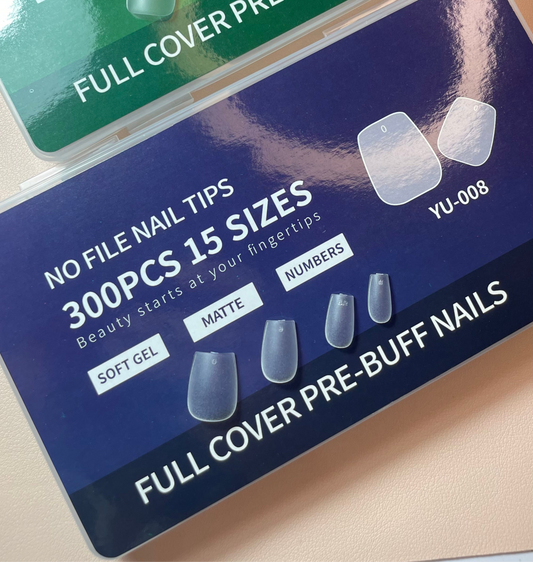 FULL COVER PRE-
NO FILE NAIL TIPS
300PCS 15 SIZES
Beauty starts at your fingertips
SOFT GEL
MATTE
NUMBERS
0
YU-008
FULL COVER PRE-BUFF NAILS